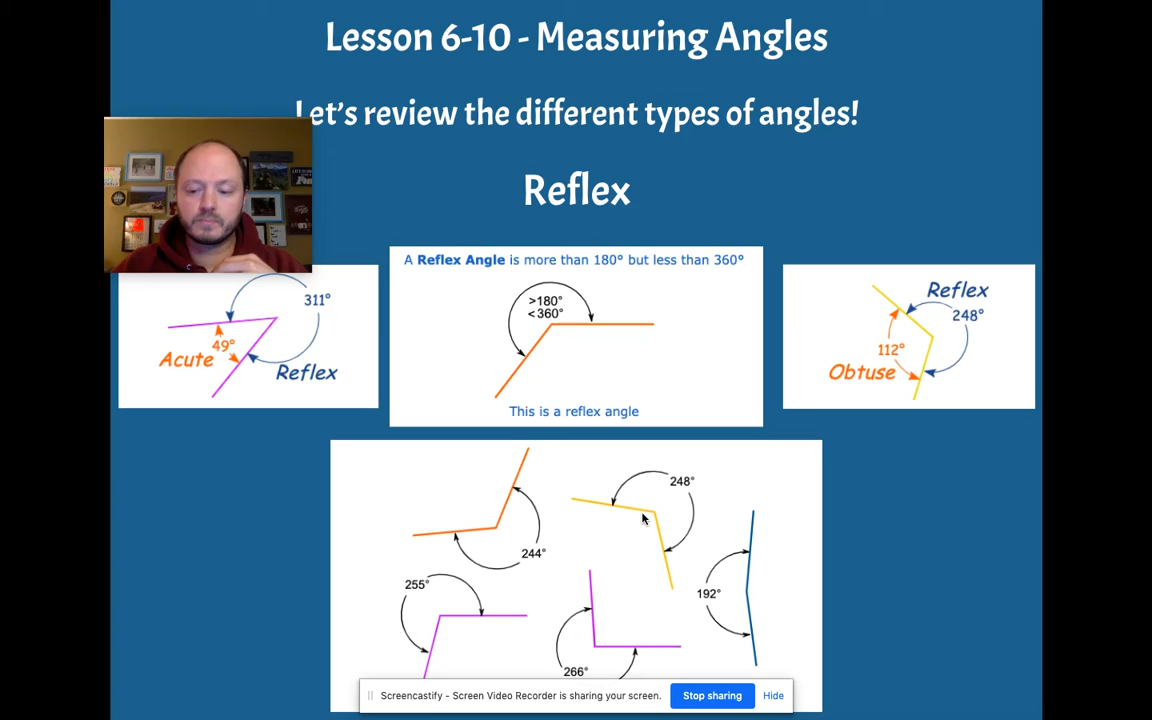 Lesson 6-10 - Measuring Angles
Let's review the different types of angles!
Reflex
A Reflex Angle is more than 180° but less than 360°
311°
49°
Acute
Reflex
>180°
<360°
This is a reflex angle
Reflex
248°
112°
Obtuse
244°
248°
255°
192°
266°
Screencastify - Screen Video Recorder is sharing your screen.
Stop sharing
Hide